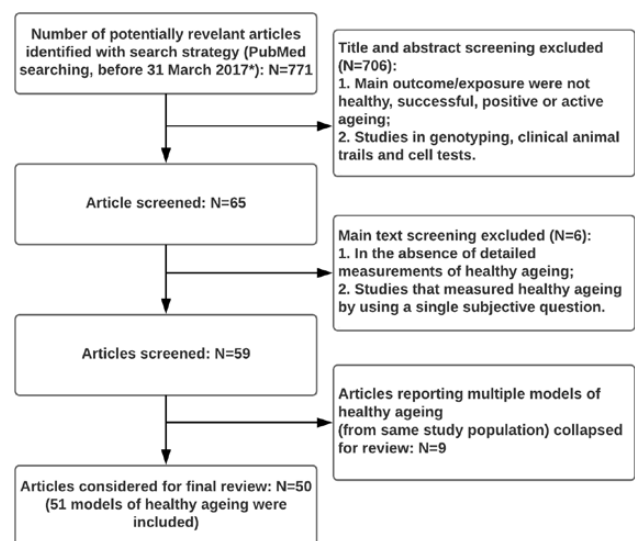 Number of potentially revelant articles
identified with search strategy (PubMed
searching, before 31 March 2017*): N=771
Title and abstract screening excluded
(N=706):
1. Main outcome/exposure were not
healthy, successful, positive or active
ageing;
2. Studies in genotyping, clinical animal
trails and cell tests.
Article screened: N=65
Main text screening excluded (N=6):
1. In the absence of detailed
measurements of healthy ageing;
2. Studies that measured healthy ageing
by using a single subjective question.
Articles screened: N=59
Articles reporting multiple models of
healthy ageing
(from same study population) collapsed
for review: N=9
Articles considered for final review: N=50
(51 models of healthy ageing were
included)